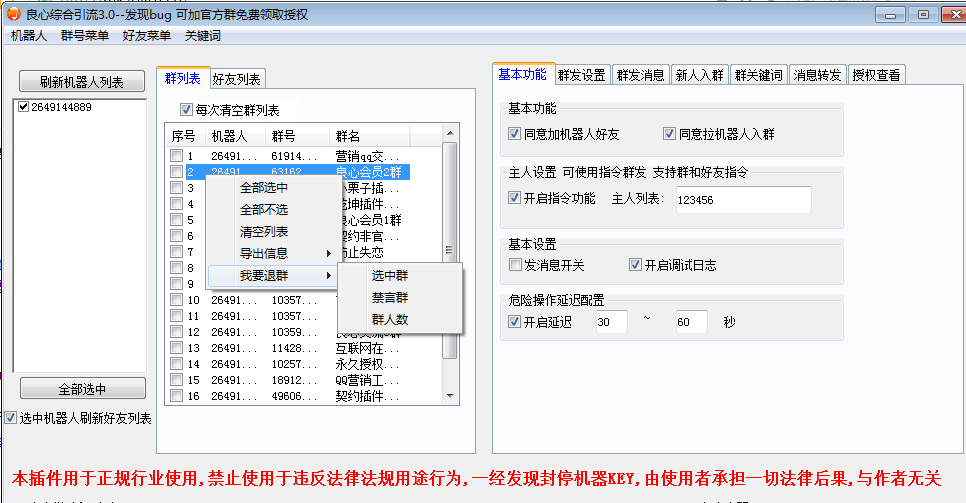 良心综合引流3.0--发现bug 可加官方群免费领取授权
机器人 群号菜单 好友菜单 关键词
刷新机器人列表
2649144889
全部选中
选中机器人刷新好友列表
群列表 好友列表
每次清空群列表
序号 机器人 群号 群名
1 26491... 61914... 营销qq交...
2 26491... 63162... 良心会员2群
3 小栗子插...
4 乾坤插件...
5 良心会员1群
6 契约非官...
7 防止失恋
8
9
10 26491... 10357...
11 26491... 10357...
12 26491... 10359...
13 26491... 11428... 互联网在...
14 26491... 10257... 永久授权...
15 26491... 18912... QQ营销工...
16 26491... 49606... 契约插件...
全部选中
全部不选
清空列表
导出信息
我要退群
选中群
禁言群
群人数
基本功能 群发设置 群发消息 新人入群 群关键词 消息转发 授权查看
基本功能
同意加机器人好友 同意拉机器人入群
主人设置 可使用指令群发 支持群和好友指令
开启指令功能 主人列表: 123456
基本设置
发消息开关 开启调试日志
危险操作延迟配置
开启延迟 30 ~ 60 秒
本插件用于正规行业使用,禁止使用于违反法律法规用途行为,一经发现封停机器KEY,由使用者承担一切法律后果,与作者无关